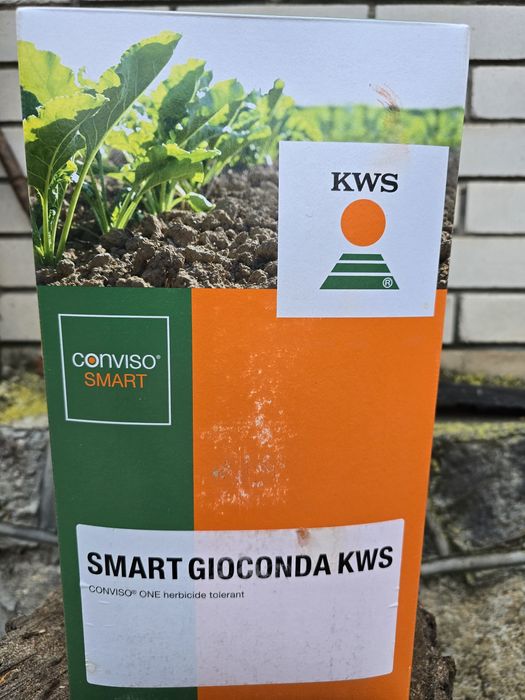 KWS
®
CONVISO®
SMART
SMART GIOCONDA KWS
CONVISO® ONE herbicide tolerant